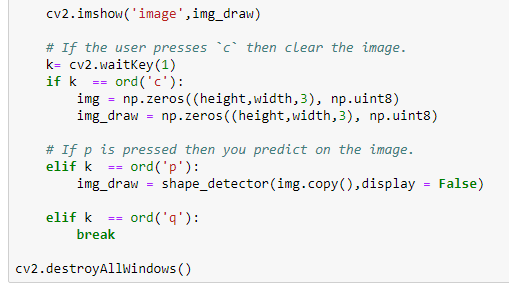 cv2.imshow('image',img_draw)
# If the user presses `c` then clear the image.
k= cv2.waitKey(1)
if k  == ord('c'):
img = np.zeros((height,width,3), np.uint8)
img_draw = np.zeros((height,width,3), np.uint8)
# If p is pressed then you predict on the image.
elif k  == ord('p'):
img_draw = shape_detector(img.copy(),display = False)
elif k  == ord('q'):
break
cv2.destroyAllWindows()